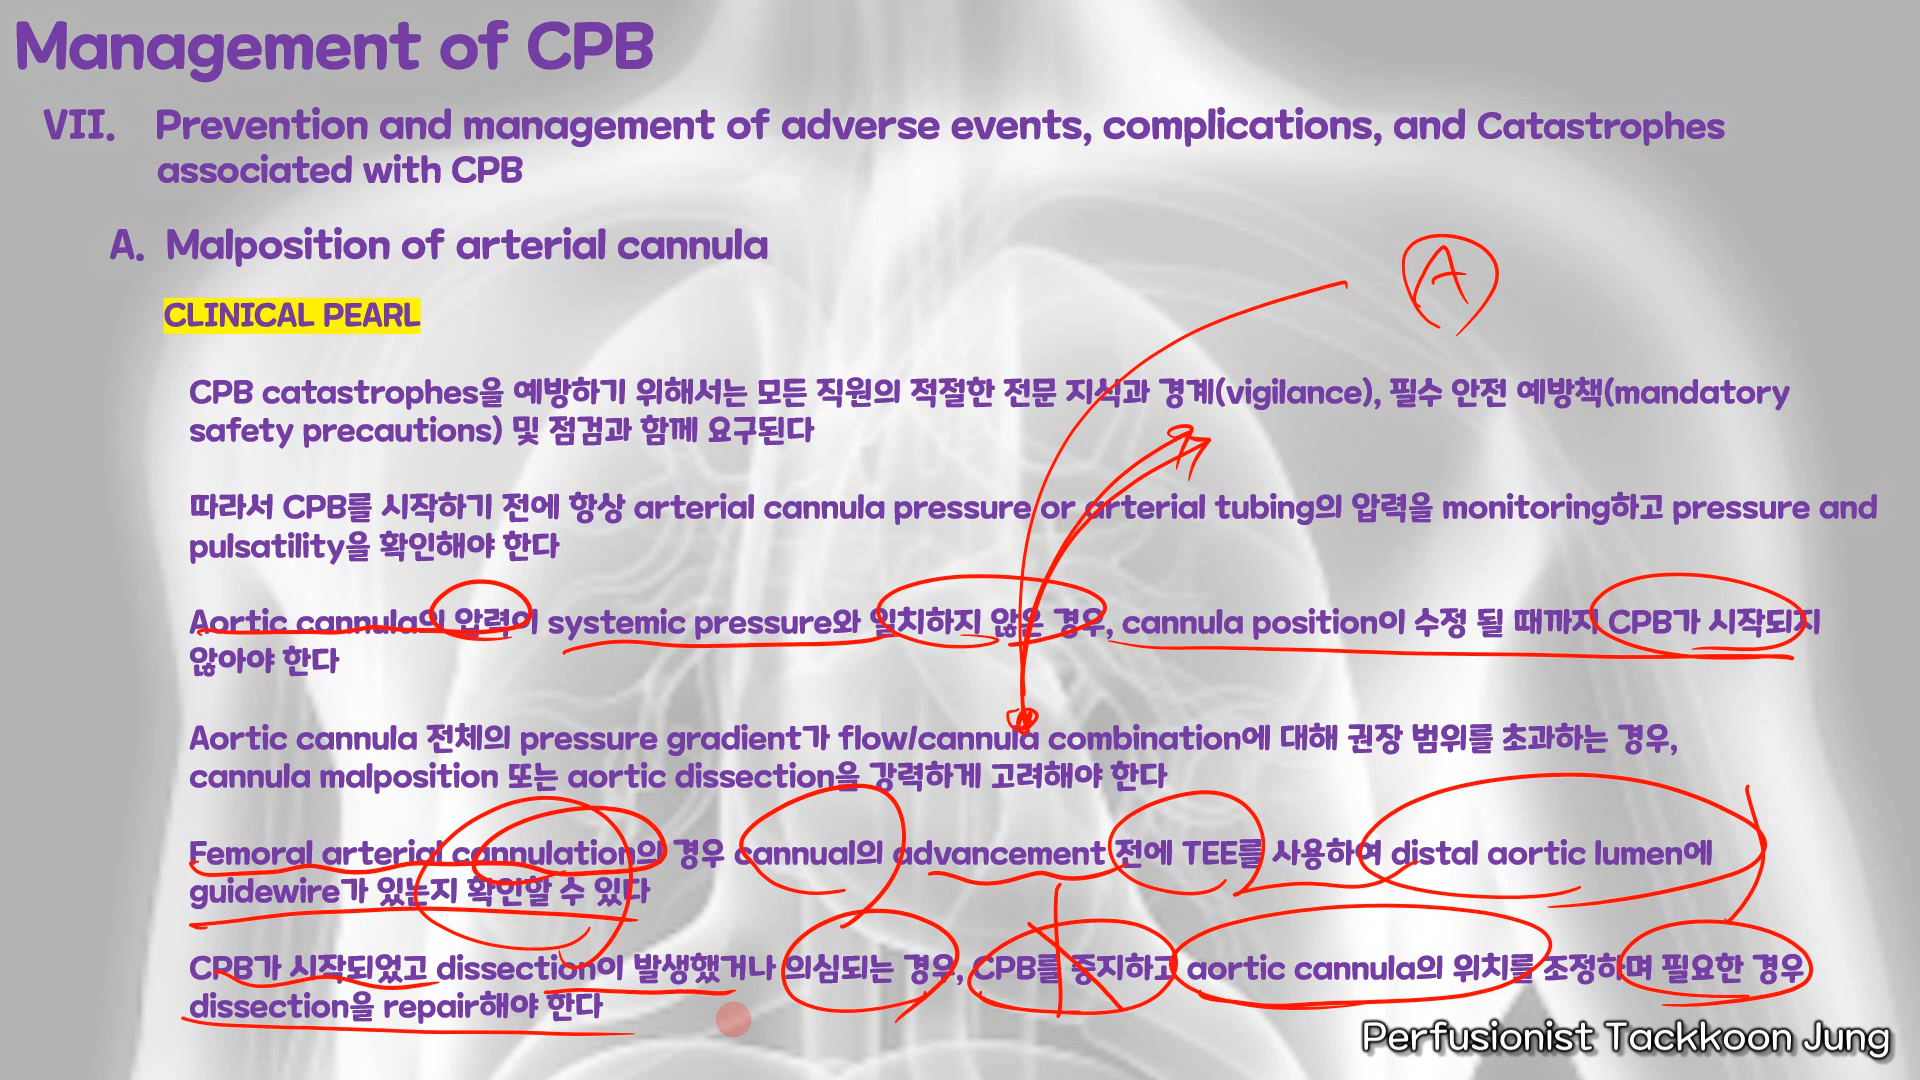 Management of CPB
VII. Prevention and management of adverse events, complications, and Catastrophes
associated with CPB
A. Malposition of arterial cannula
A
CLINICAL PEARL
CPB catastrophes을 예방하기 위해서는 모든 직원의 적절한 전문 지식과 경계(vigilance), 필수 안전 예방책(mandatory
safety precautions) 및 점검과 함께 요구된다
따라서 CPB를 시작하기 전에 항상 arterial cannula pressure or arterial tubing의 압력을 monitoring하고 pressure and
pulsatility을 확인해야 한다
Aortic cannula의 압력이 systemic pressure와 일치하지 않은 경우, cannula position이 수정 될 때까지 CPB가 시작되지
않아야 한다
Aortic cannula 전체의 pressure gradient가 flow/cannula combination에 대해 권장 범위를 초과하는 경우,
cannula malposition 또는 aortic dissection을 강력하게 고려해야 한다
Femoral arterial cannulation의 경우 cannual의 advancement 전에 TEE를 사용하여 distal aortic lumen에
guidewire가 있는지 확인할 수 있다
CPB가 시작되었고 dissection이 발생했거나 의심되는 경우, CPB를 중지하고 aortic cannula의 위치를 조정하며 필요한 경우
dissection을 repair해야 한다
Perfusionist Tackkoon Jung